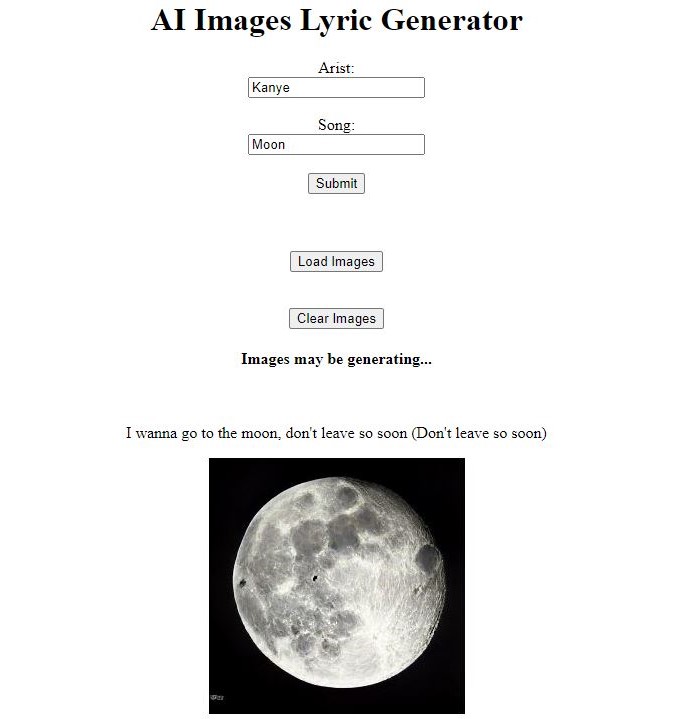 AI Images Lyric Generator
Arist:
Kanye
Song:
Moon
Submit
Load Images
Clear Images
Images may be generating...
I wanna go to the moon, don't leave so soon (Don't leave so soon)